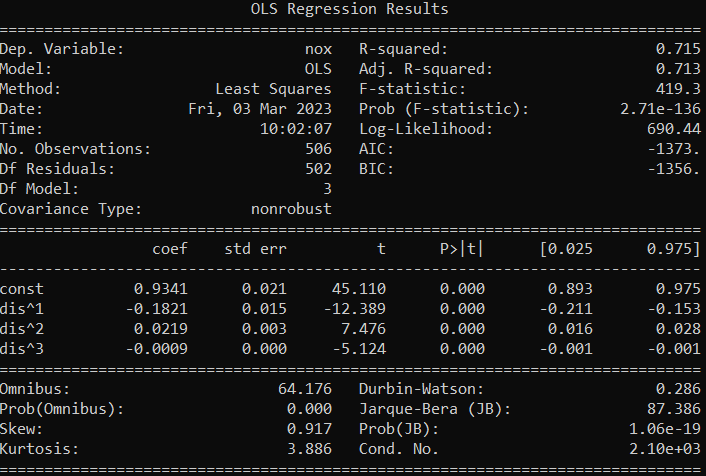 OLS Regression Results
==============================================================================
Dep. Variable:                    nox   R-squared:                       0.715
Model:                            OLS   Adj. R-squared:                  0.713
Method:                 Least Squares   F-statistic:                     419.3
Date:                Fri, 03 Mar 2023   Prob (F-statistic):          2.71e-136
Time:                        10:02:07   Log-Likelihood:                 690.44
No. Observations:                 506   AIC:                            -1373.
Df Residuals:                     502   BIC:                            -1356.
Df Model:                           3
Covariance Type:            nonrobust
==============================================================================
                 coef    std err          t      P>|t|      [0.025      0.975]
------------------------------------------------------------------------------
const          0.9341      0.021     45.110      0.000       0.893       0.975
dis^1         -0.1821      0.015    -12.389      0.000      -0.211      -0.153
dis^2          0.0219      0.003      7.476      0.000       0.016       0.028
dis^3         -0.0009      0.000     -5.124      0.000      -0.001      -0.001
==============================================================================
Omnibus:                       64.176   Durbin-Watson:                   0.286
Prob(Omnibus):                  0.000   Jarque-Bera (JB):               87.386
Skew:                           0.917   Prob(JB):                     1.06e-19
Kurtosis:                       3.886   Cond. No.                     2.10e+03
==============================================================================